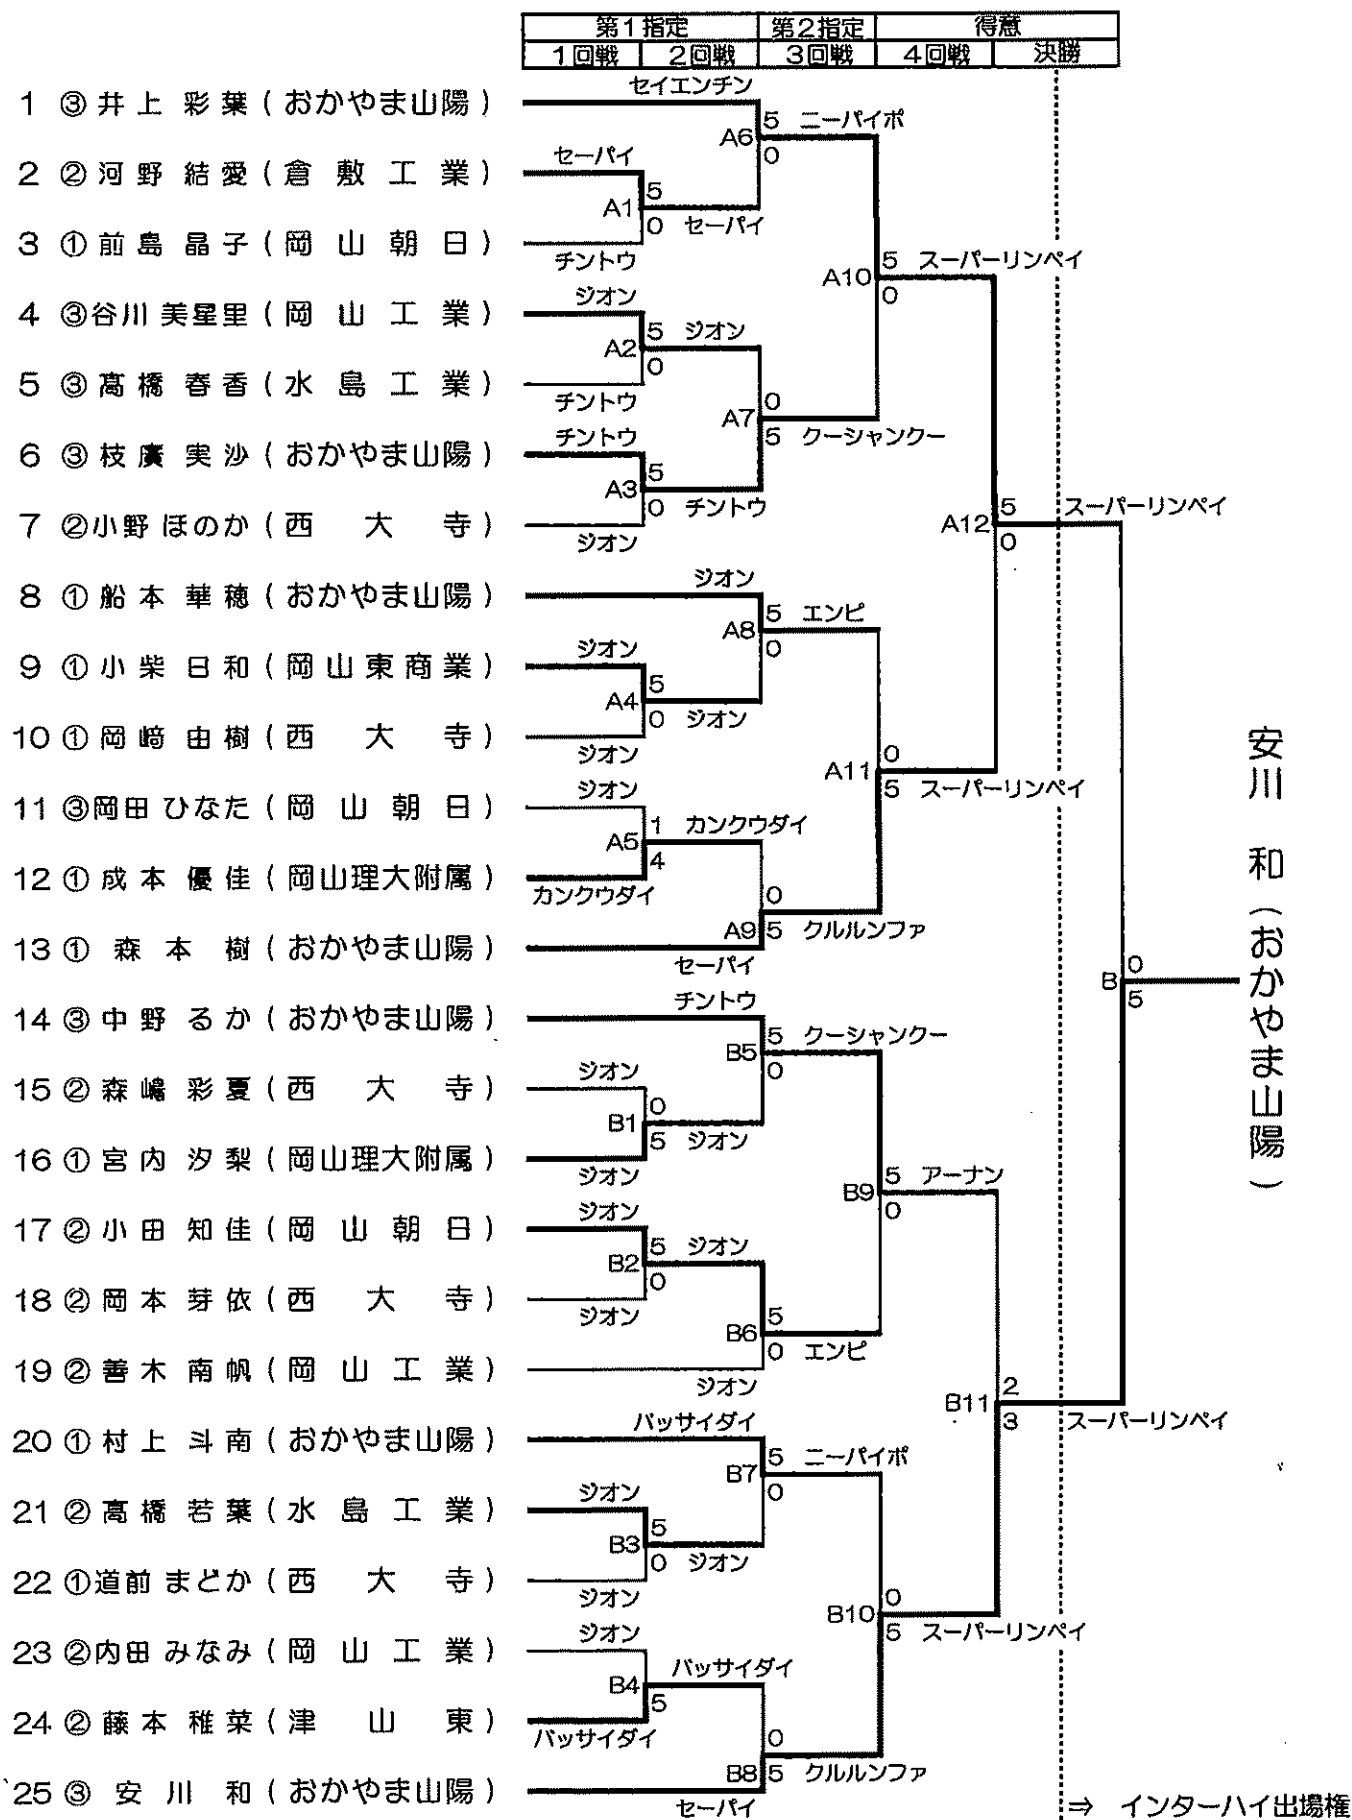 第1指定 第2指定 得意
1回戦 2回戦 3回戦 4回戦 決勝
セイエンチン
1 ③ 井上 彩葉 (おかやま山陽)
5 ニーパイポ
A6
0
セーパイ
2 ② 河野 結愛 (倉敷工業)
5
A1
0 セーパイ
3 ① 前島 晶子 (岡山朝日)
チントウ
5 スーパーリンペイ
A10
0
ジオン
4 ③ 谷川 美星里 (岡山工業)
5 ジオン
A2
0
5 ③ 髙橋 春香 (水島工業)
チントウ
0
A7
5 クーシャンクー
チントウ
6 ③ 枝廣 実沙 (おかやま山陽)
5
A3
0 チントウ
7 ② 小野 ほのか (西大寺)
ジオン
5 スーパーリンペイ
A12
0
ジオン
8 ① 船本 華穂 (おかやま山陽)
5 エンピ
A8
0
ジオン
9 ① 小柴 日和 (岡山東商業)
5
A4
0 ジオン
10 ① 岡﨑 由樹 (西大寺)
ジオン
0
A11
5 スーパーリンペイ
ジオン
11 ③ 岡田 ひなた (岡山朝日)
1 カンクウダイ
A5
4
12 ① 成本 優佳 (岡山理大附属)
カンクウダイ
0
A9
5 クルルンファ
13 ① 森本 樹 (おかやま山陽)
セーパイ
0
B
5
安川 和 (おかやま山陽)
チントウ
14 ③ 中野 るか (おかやま山陽)
5 クーシャンクー
B5
0
ジオン
15 ② 森嶋 彩夏 (西大寺)
0
B1
5 ジオン
16 ① 宮内 汐梨 (岡山理大附属)
ジオン
5 アーナン
B9
0
ジオン
17 ② 小田 知佳 (岡山朝日)
5 ジオン
B2
0
18 ② 岡本 芽依 (西大寺)
ジオン
5
B6
0 エンピ
19 ② 善木 南帆 (岡山工業)
ジオン
2
B11
3 スーパーリンペイ
バッサイダイ
20 ① 村上 斗南 (おかやま山陽)
5 ニーパイポ
B7
0
ジオン
21 ② 髙橋 若葉 (水島工業)
5
B3
0 ジオン
22 ① 道前 まどか (西大寺)
ジオン
0
B10
5 スーパーリンペイ
ジオン
23 ② 内田 みなみ (岡山工業)
バッサイダイ
B4
5
24 ② 藤本 稚菜 (津山東)
バッサイダイ
0
B8
5 クルルンファ
25 ③ 安川 和 (おかやま山陽)
セーパイ
⇒ インターハイ出場権